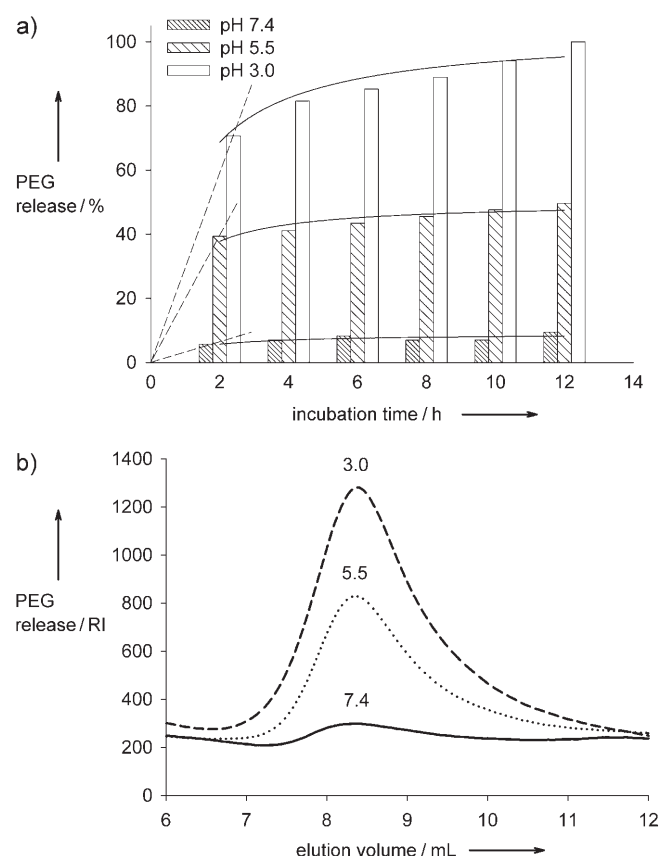 a)
pH 7.4
pH 5.5
pH 3.0
100
80
60
40
20
0
PEG
release / %
0 2 4 6 8 10 12 14
incubation time / h
b)
1400
1200
1000
800
600
400
200
0
PEG
release / RI
3.0
5.5
7.4
6 7 8 9 10 11 12
elution volume / mL